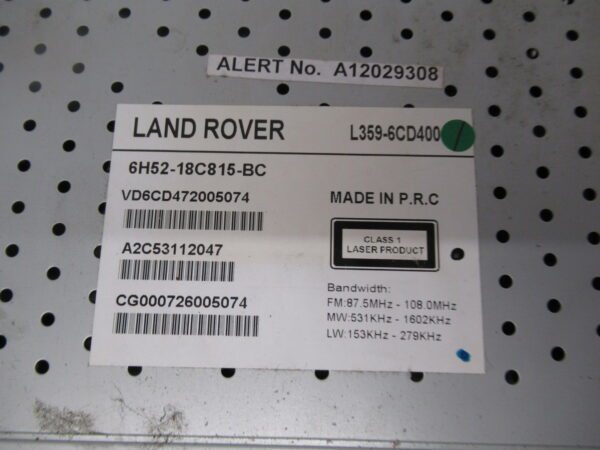 ALERT No. A12029308
LAND ROVER L359-6CD400
6H52-18C815-BC
VD6CD472005074
MADE IN P.R.C
CLASS 1
LASER PRODUCT
A2C53112047
Bandwidth:
CG000726005074
FM:87.5MHz - 108.0MHz
MW:531KHz - 1602KHz
LW:153KHz - 279KHz